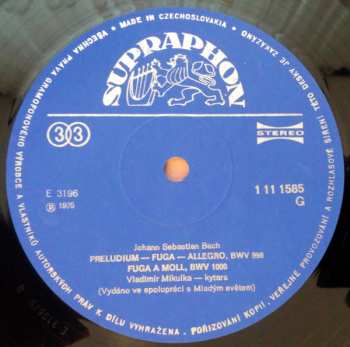 • MADE IN CZECHOSLOVAKIA • VŠECHNA PRÁVA GRAMOFONOVÉHO VÝROBCE A VLASTNÍKŮ AUTORSKÝCH PRÁV K DÍLU VYHRAŽENA. POŘIZOVÁNÍ KOPIÍ, VEŘEJNÉ PROVOZOVÁNÍ A ROZHLASOVÉ ŠÍŘENÍ TÉTO DESKY JE ZAKÁZÁNO
SUPRAPHON
33
STEREO
E 3196
℗ 1975
1 11 1585
G
Johann Sebastian Bach
PRELUDIUM — FUGA — ALLEGRO, BWV 998
FUGA A MOLL, BWV 1000
Vladimír Mikulka — kytara
(Vydáno ve spolupráci s Mladým světem)